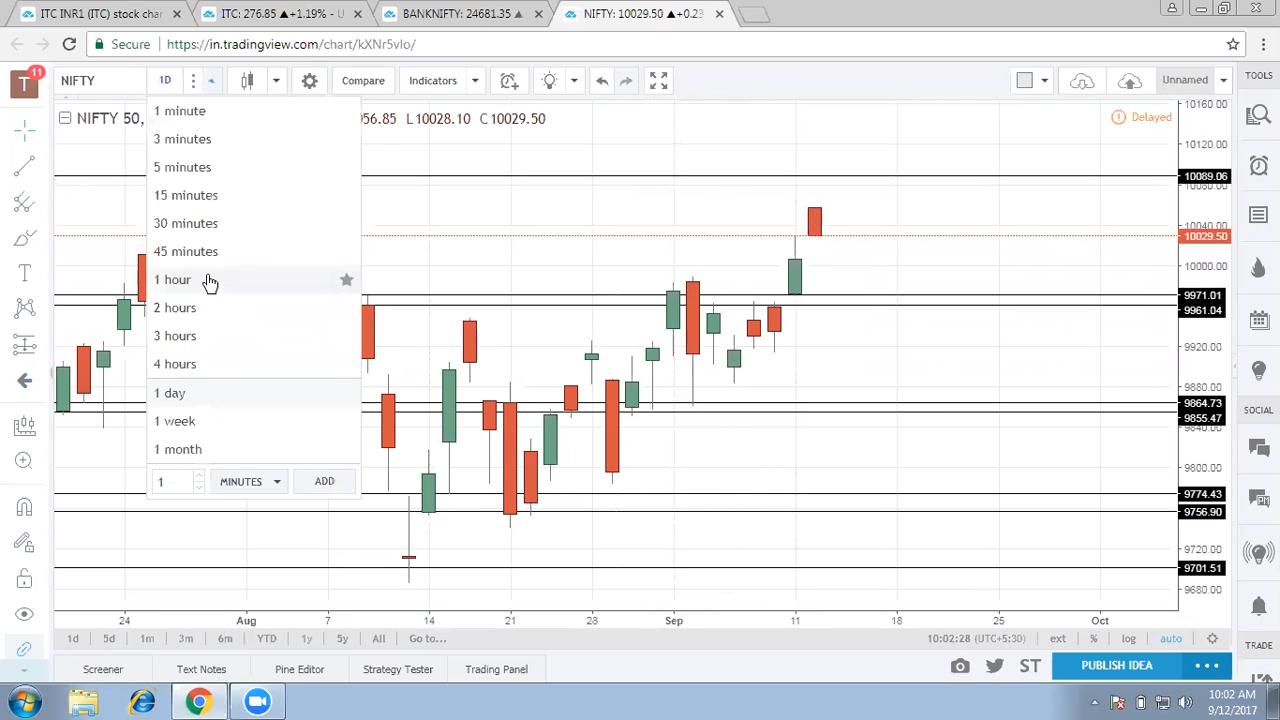 ITC INR1 (ITC) stock chart
ITC: 276.85 ▲+1.19% - U
BANKNIFTY: 24681.35 ▲
NIFTY: 10029.50 ▲+0.23
Secure
https://in.tradingview.com/chart/kXNr5vIo/
T
11
NIFTY
1D
Compare
Indicators
Unnamed
TOOLS
NIFTY 50,
56.85 L10028.10 C10029.50
Delayed
1 minute
3 minutes
5 minutes
15 minutes
30 minutes
45 minutes
1 hour
2 hours
3 hours
4 hours
1 day
1 week
1 month
1
MINUTES
ADD
10160.00
10120.00
10089.06
10080.00
10040.00
10029.50
10000.00
9971.01
9961.04
9920.00
9880.00
9864.73
9855.47
9840.00
9800.00
9774.43
9756.90
9720.00
9701.51
9680.00
24 Aug 7 14 21 28 Sep 11 18 25 Oct
1d 5d 1m 3m 6m YTD 1y 5y All Go to...
10:02:28 (UTC+5:30) ext % log auto
SOCIAL
TRADE
Screener
Text Notes
Pine Editor
Strategy Tester
Trading Panel
ST
PUBLISH IDEA
10:02 AM
9/12/2017